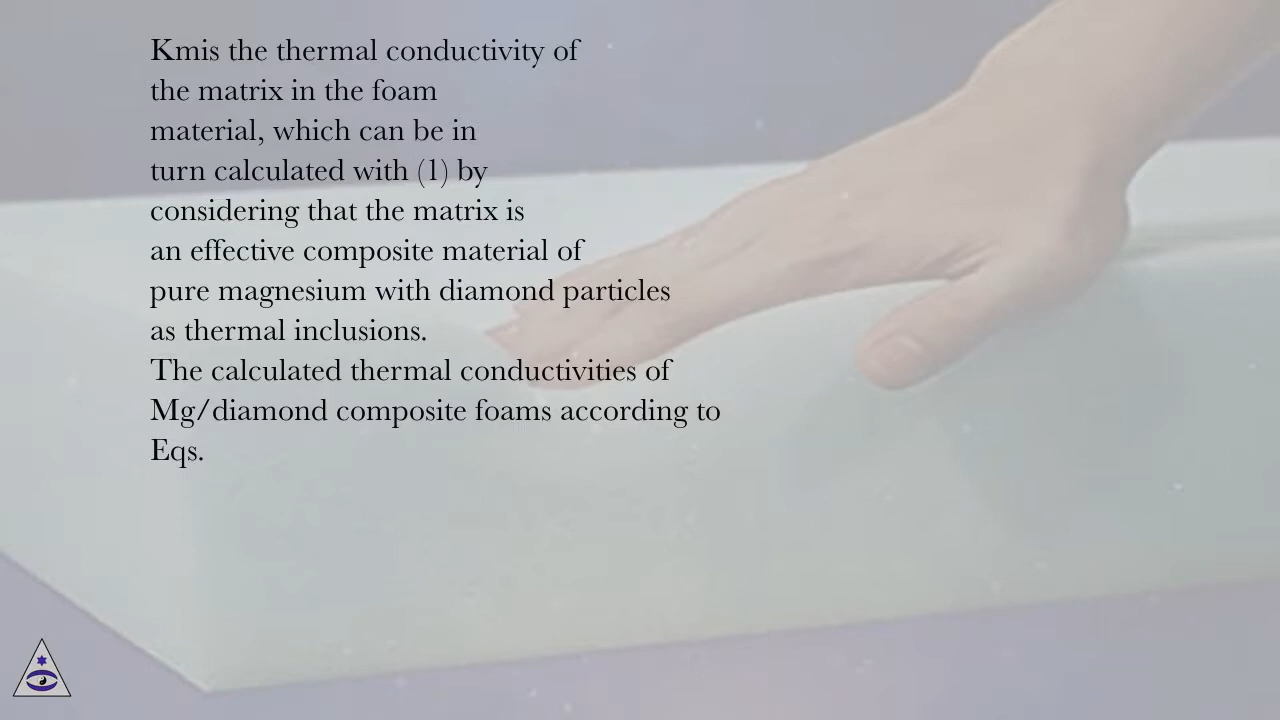 Kmis the thermal conductivity of
the matrix in the foam
material, which can be in
turn calculated with (1) by
considering that the matrix is
an effective composite material of
pure magnesium with diamond particles
as thermal inclusions.
The calculated thermal conductivities of
Mg/diamond composite foams according to
Eqs.